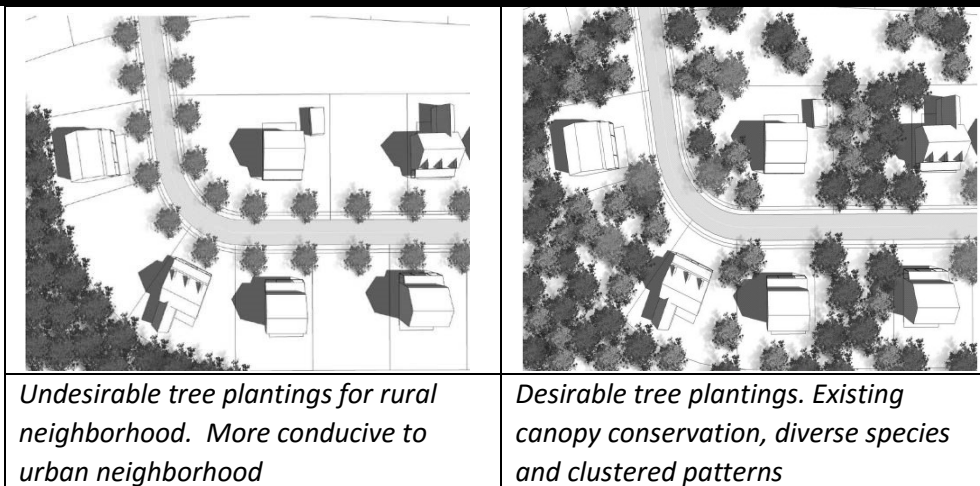 Undesirable tree plantings for rural
neighborhood.  More conducive to
urban neighborhood
Desirable tree plantings. Existing
canopy conservation, diverse species
and clustered patterns